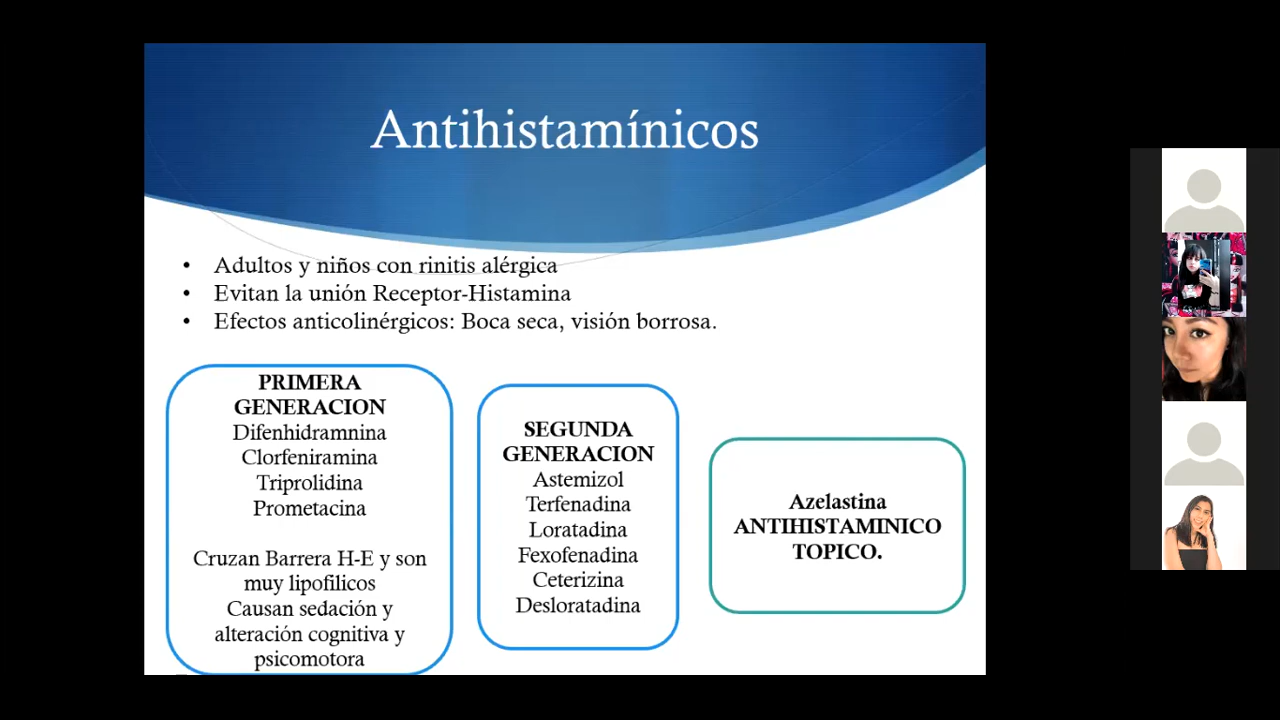 Antihistamínicos
• Adultos y niños con rinitis alérgica
• Evitan la unión Receptor-Histamina
• Efectos anticolinérgicos: Boca seca, visión borrosa.
PRIMERA
GENERACION
Difenhidramnina
Clorfeniramina
Triprolidina
Prometacina
Cruzan Barrera H-E y son
muy lipofilicos
Causan sedación y
alteración cognitiva y
psicomotora
SEGUNDA
GENERACION
Astemizol
Terfenadina
Loratadina
Fexofenadina
Ceterizina
Desloratadina
Azelastina
ANTIHISTAMINICO
TOPICO.